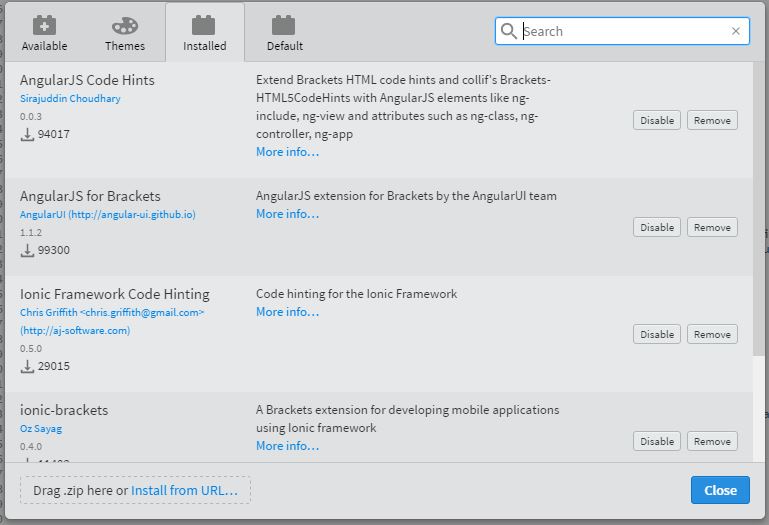 Available
Themes
Installed
Default
Search
AngularJS Code Hints
Sirajuddin Choudhary
0.0.3
94017
Extend Brackets HTML code hints and collif's Brackets-
HTML5CodeHints with AngularJS elements like ng-
include, ng-view and attributes such as ng-class, ng-
controller, ng-app
More info…
Disable
Remove
AngularJS for Brackets
AngularUI (http://angular-ui.github.io)
1.1.2
99300
AngularJS extension for Brackets by the AngularUI team
More info…
Disable
Remove
Ionic Framework Code Hinting
Chris Griffith <chris.griffith@gmail.com>
(http://aj-software.com)
0.5.0
29015
Code hinting for the Ionic Framework
More info…
Disable
Remove
ionic-brackets
Oz Sayag
0.4.0
A Brackets extension for developing mobile applications
using Ionic framework
More info…
Disable
Remove
Drag .zip here or Install from URL…
Close